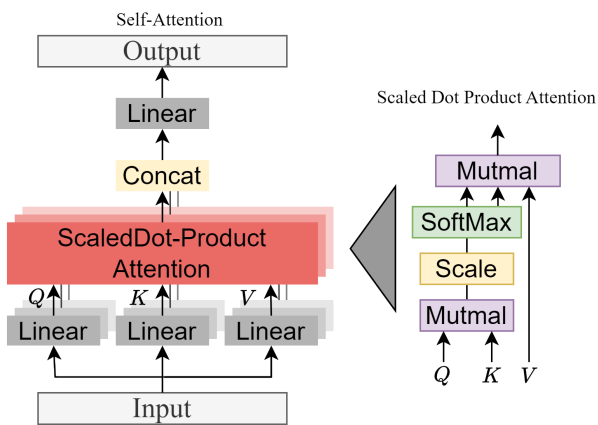 Self-Attention
Output
Linear
Concat
ScaledDot-Product
Attention
Q K V
Linear Linear Linear
Input
Scaled Dot Product Attention
Mutmal
SoftMax
Scale
Mutmal
Q K V